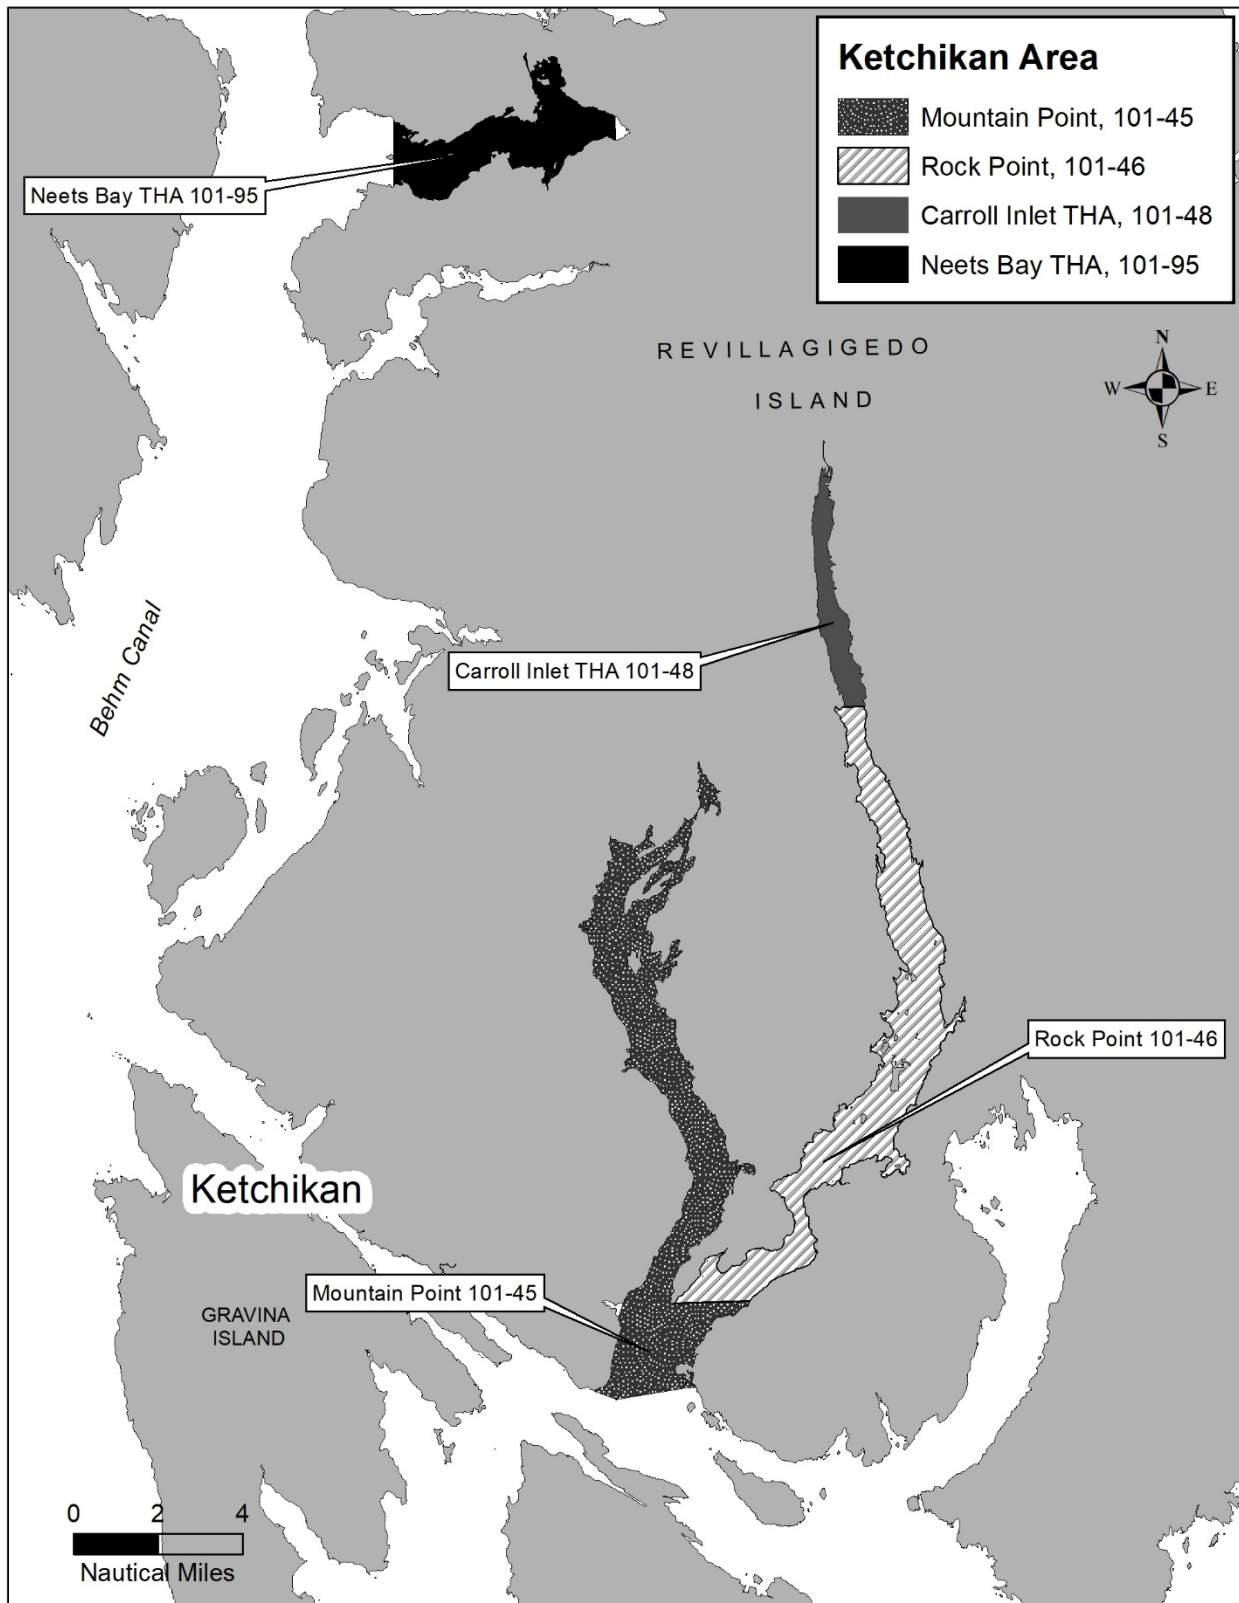 Ketchikan Area
Mountain Point, 101-45
Rock Point, 101-46
Carroll Inlet THA, 101-48
Neets Bay THA, 101-95
Neets Bay THA 101-95
REVILLAGIGEDO
ISLAND
N
W E
S
Behm Canal
Carroll Inlet THA 101-48
Rock Point 101-46
Ketchikan
Mountain Point 101-45
GRAVINA
ISLAND
0 2 4
Nautical Miles